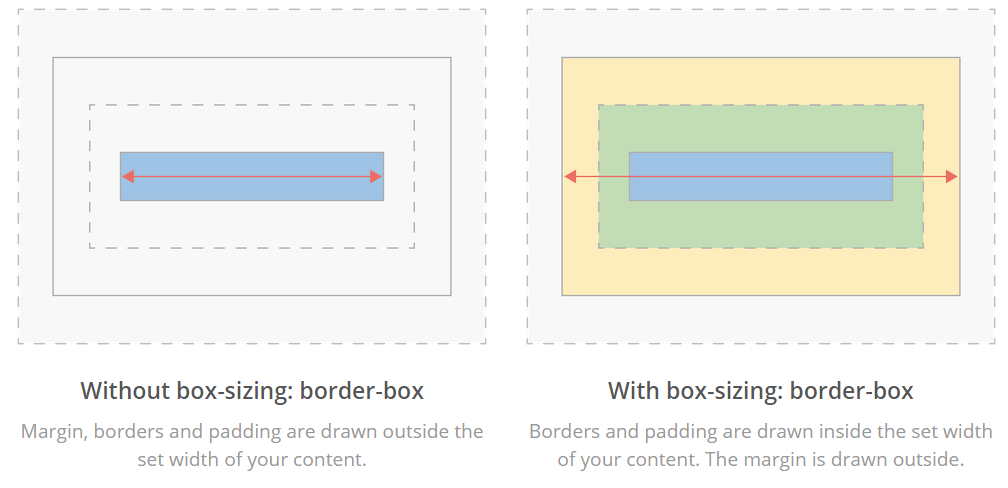 Without box-sizing: border-box
Margin, borders and padding are drawn outside the
set width of your content.
With box-sizing: border-box
Borders and padding are drawn inside the set width
of your content. The margin is drawn outside.